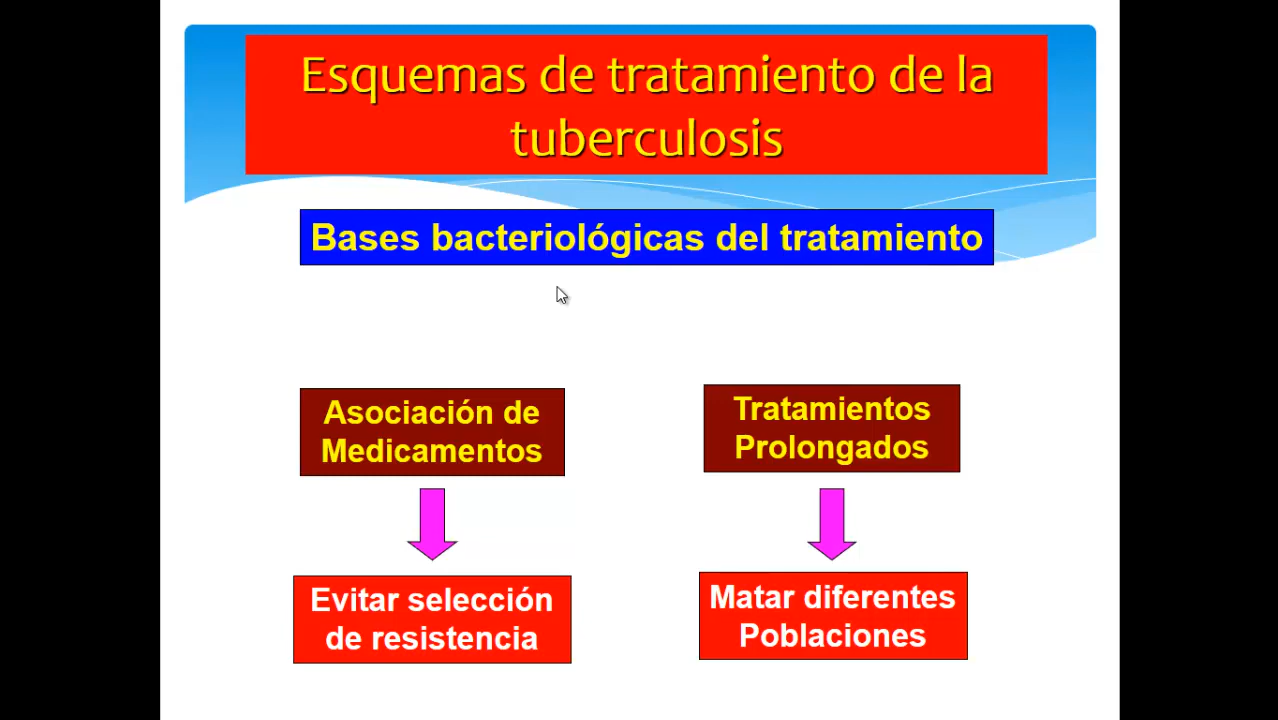 Esquemas de tratamiento de la
tuberculosis
Bases bacteriológicas del tratamiento
Asociación de
Medicamentos
Tratamientos
Prolongados
Evitar selección
de resistencia
Matar diferentes
Poblaciones